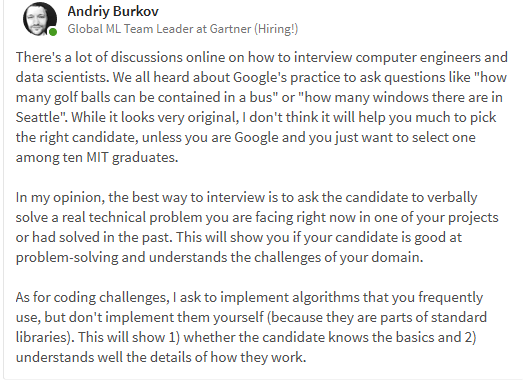 Andriy Burkov
Global ML Team Leader at Gartner (Hiring!)
There's a lot of discussions online on how to interview computer engineers and
data scientists. We all heard about Google's practice to ask questions like "how
many golf balls can be contained in a bus" or "how many windows there are in
Seattle". While it looks very original, I don't think it will help you much to pick
the right candidate, unless you are Google and you just want to select one
among ten MIT graduates.
In my opinion, the best way to interview is to ask the candidate to verbally
solve a real technical problem you are facing right now in one of your projects
or had solved in the past. This will show you if your candidate is good at
problem-solving and understands the challenges of your domain.
As for coding challenges, I ask to implement algorithms that you frequently
use, but don't implement them yourself (because they are parts of standard
libraries). This will show 1) whether the candidate knows the basics and 2)
understands well the details of how they work.